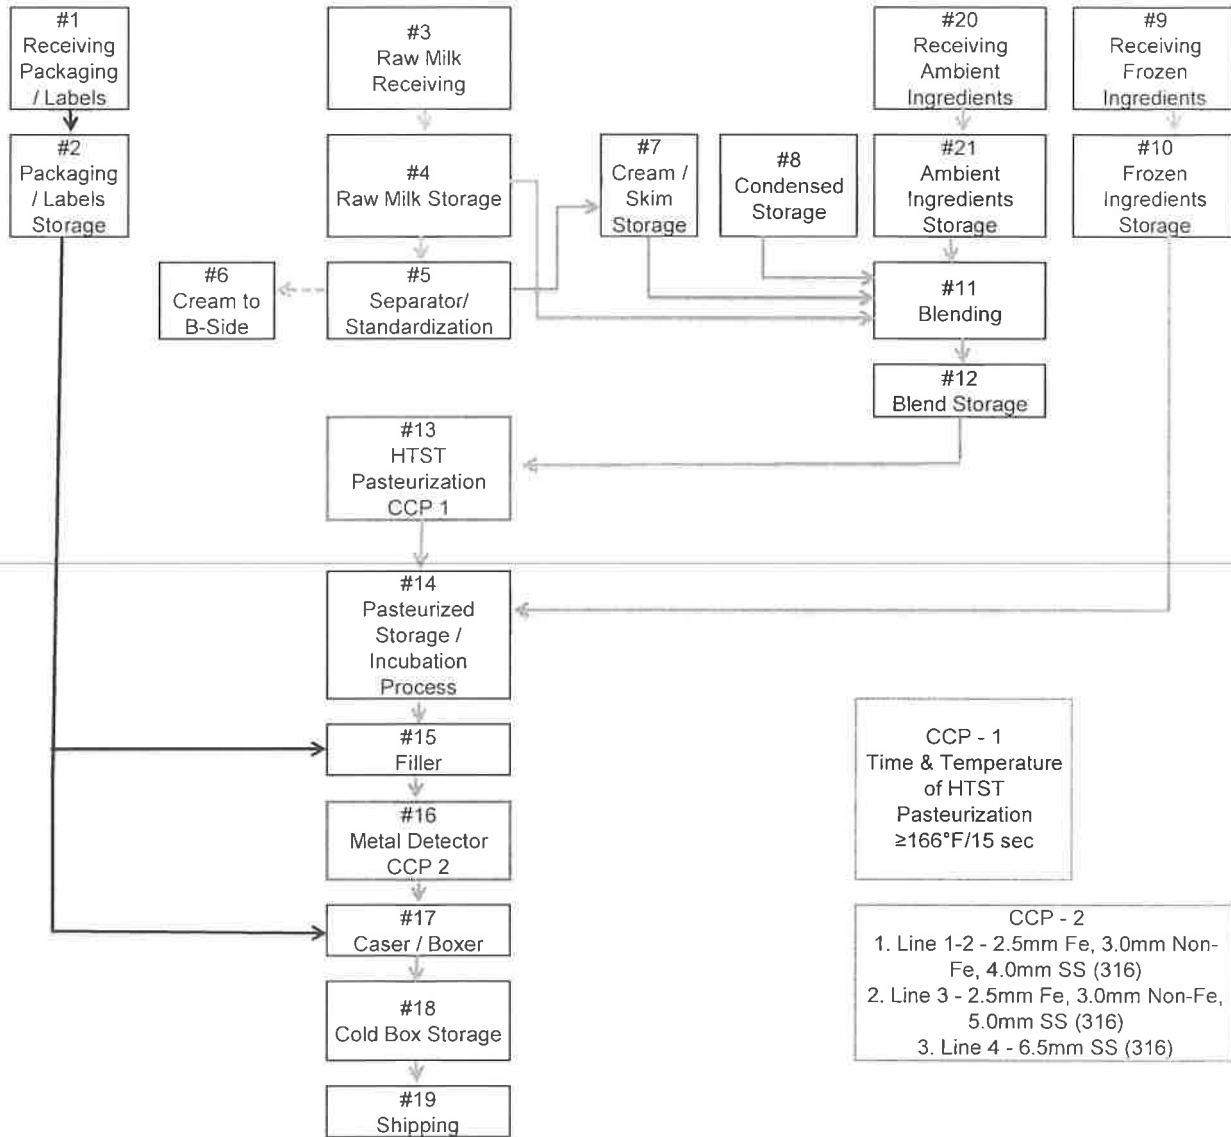 #1
Receiving
Packaging
/ Labels
#3
Raw Milk
Receiving
#20
Receiving
Ambient
Ingredients
#9
Receiving
Frozen
Ingredients
#2
Packaging
/ Labels
Storage
#4
Raw Milk Storage
#7
Cream /
Skim
Storage
#8
Condensed
Storage
#21
Ambient
Ingredients
Storage
#10
Frozen
Ingredients
Storage
#6
Cream to
B-Side
#5
Separator/
Standardization
#11
Blending
#12
Blend Storage
#13
HTST
Pasteurization
CCP 1
#14
Pasteurized
Storage /
Incubation
Process
#15
Filler
#16
Metal Detector
CCP 2
#17
Caser / Boxer
#18
Cold Box Storage
#19
Shipping
CCP - 1
Time & Temperature
of HTST
Pasteurization
≥166°F/15 sec
CCP - 2
1. Line 1-2 - 2.5mm Fe, 3.0mm Non-
Fe, 4.0mm SS (316)
2. Line 3 - 2.5mm Fe, 3.0mm Non-Fe,
5.0mm SS (316)
3. Line 4 - 6.5mm SS (316)